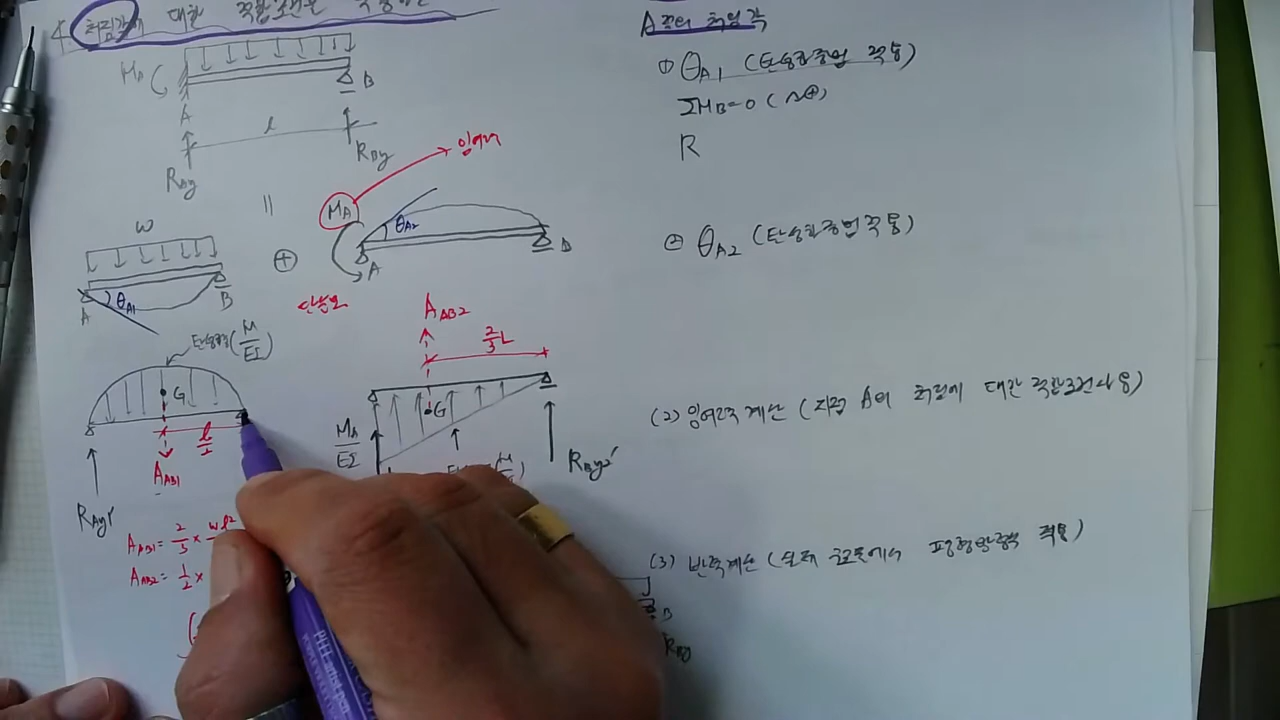 4. 처짐각에 대한 적합조건을
M_A
B
A
l
R_Ay
R_By
=
M_A
잉여력
w
θ_A1
A
B
⊕
θ_A2
A
B
단순보
탄성하중(M/EI)
G
l/2
A_AB1
R_Ay1'
A_AB2
2/3 L
G
M_A/EI
R_By2'
A_AB1 = 2/3 × wl²
A_AB2 = 1/2 ×
B
R_By
A점의 처짐각
① θ_A1 (탄성하중법 적용)
ΣM_B=0 (↷⊕)
R
② θ_A2 (탄성하중법 적용)
(2) 잉여력 계산 (지점 A의 처짐에 대한 적합조건 사용)
(3) 반력계산 (실제 구조에서 평형방정식 적용)